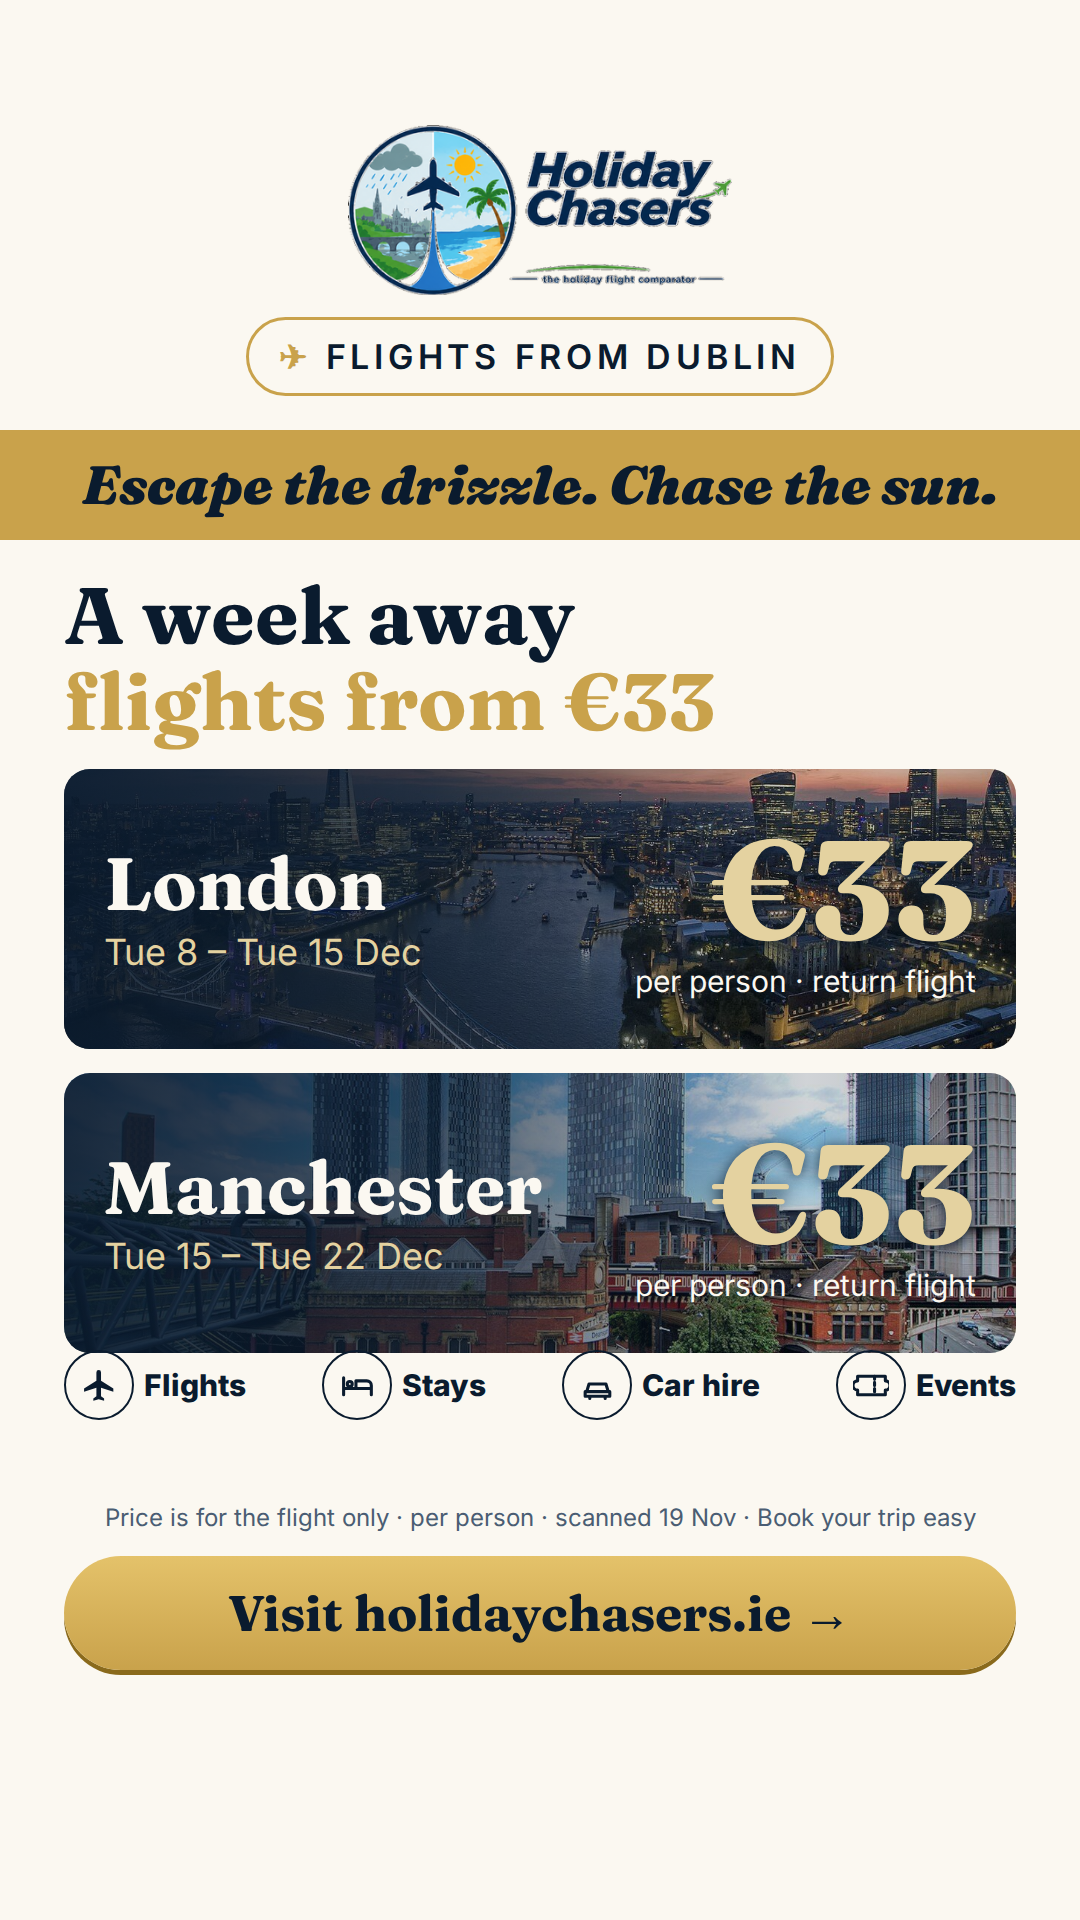 Holiday
Chasers
the holiday flight comparator
✈ FLIGHTS FROM DUBLIN
Escape the drizzle. Chase the sun.
A week away
flights from €33
London
Tue 8 – Tue 15 Dec
€33
per person · return flight
Manchester
Tue 15 – Tue 22 Dec
€33
per person · return flight
ATLAS
Flights
Stays
Car hire
Events
Price is for the flight only · per person · scanned 19 Nov · Book your trip easy
Visit holidaychasers.ie →